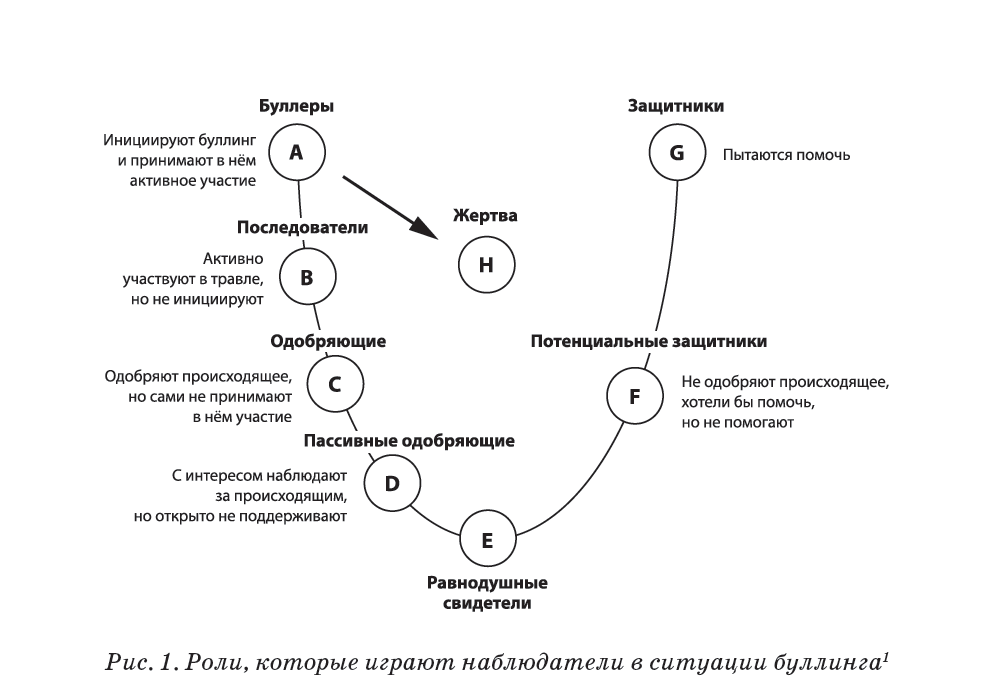 Буллеры
A
Инициируют буллинг
и принимают в нём
активное участие
Последователи
B
Активно
участвуют в травле,
но не инициируют
Одобряющие
C
Одобряют происходящее,
но сами не принимают
в нём участие
Пассивные одобряющие
D
С интересом наблюдают
за происходящим,
но открыто не поддерживают
E
Равнодушные
свидетели
Жертва
H
Защитники
G
Пытаются помочь
Потенциальные защитники
F
Не одобряют происходящее,
хотели бы помочь,
но не помогают
Рис. 1. Роли, которые играют наблюдатели в ситуации буллинга¹